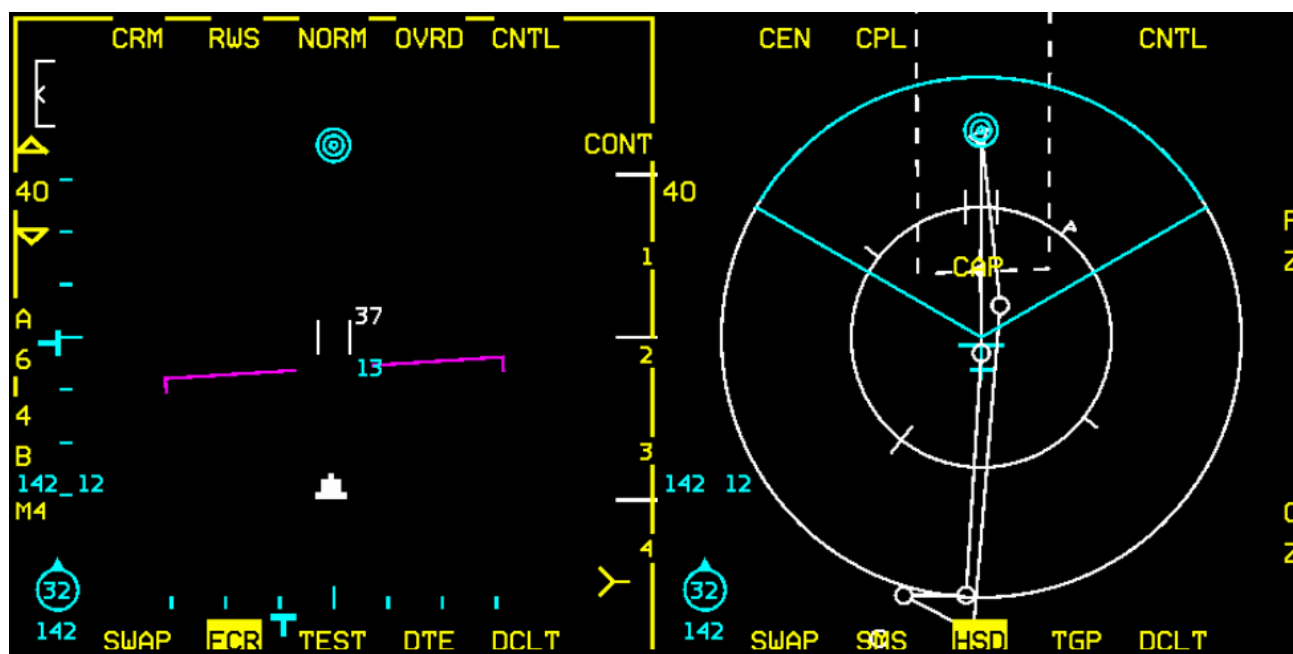 CRM RWS NORM OVRD CNTL
CONT
40
1
37
A
6
2
13
4
3
B
142_12
M4
4
32
142
SWAP FCR TEST DTE DCLT
CEN CPL CNTL
40
A
CAP
142 12
32
142
SWAP SMS HSD TGP DCLT